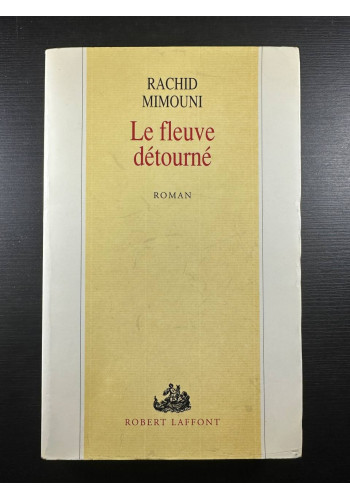 RACHID
MIMOUNI
Le fleuve
détourné
ROMAN
ROBERT LAFFONT